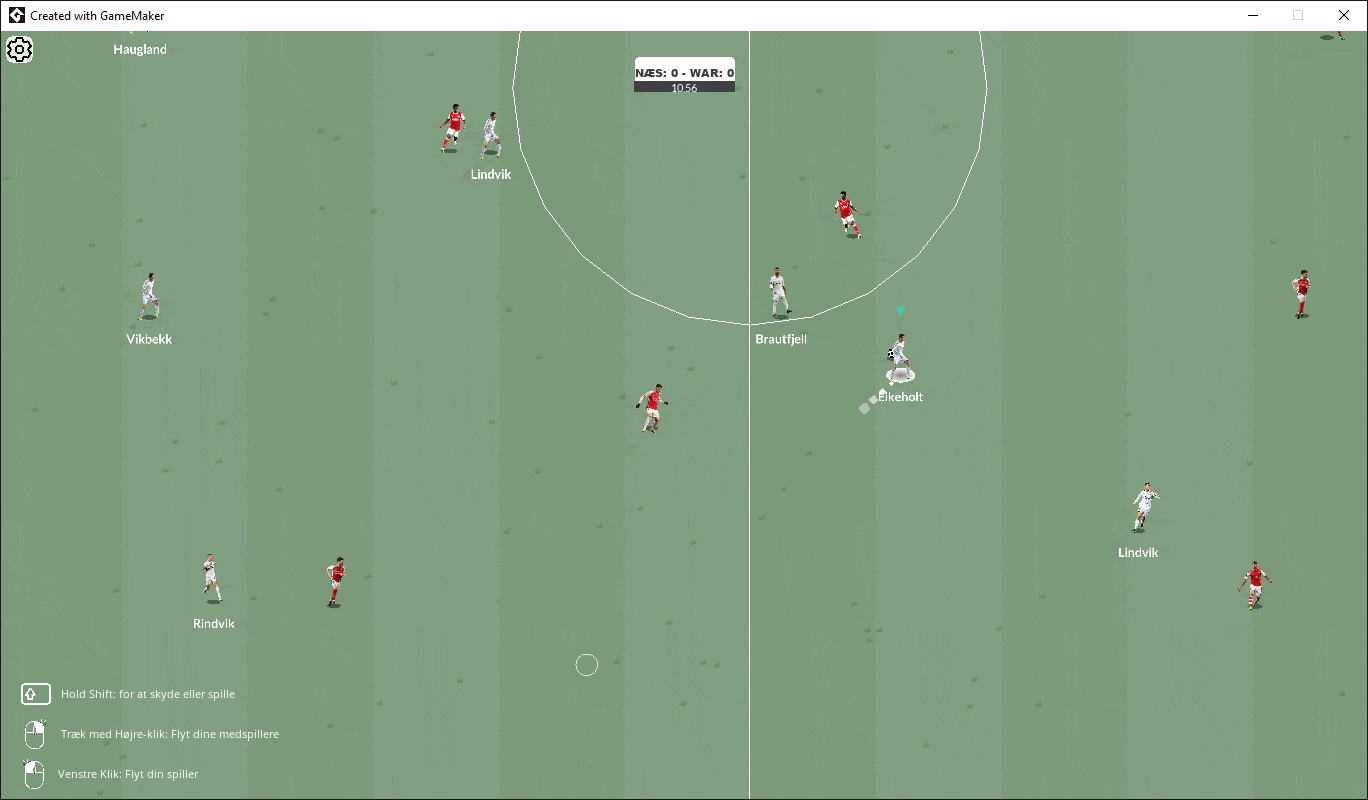 Created with GameMaker
Haugland
NÆS: 0 - WAR: 0
10:56
Lindvik
Vikbekk
Brautfjell
Eikeholt
Lindvik
Rindvik
Hold Shift: for at skyde eller spille
Træk med Højre-klik: Flyt dine medspillere
Venstre Klik: Flyt din spiller